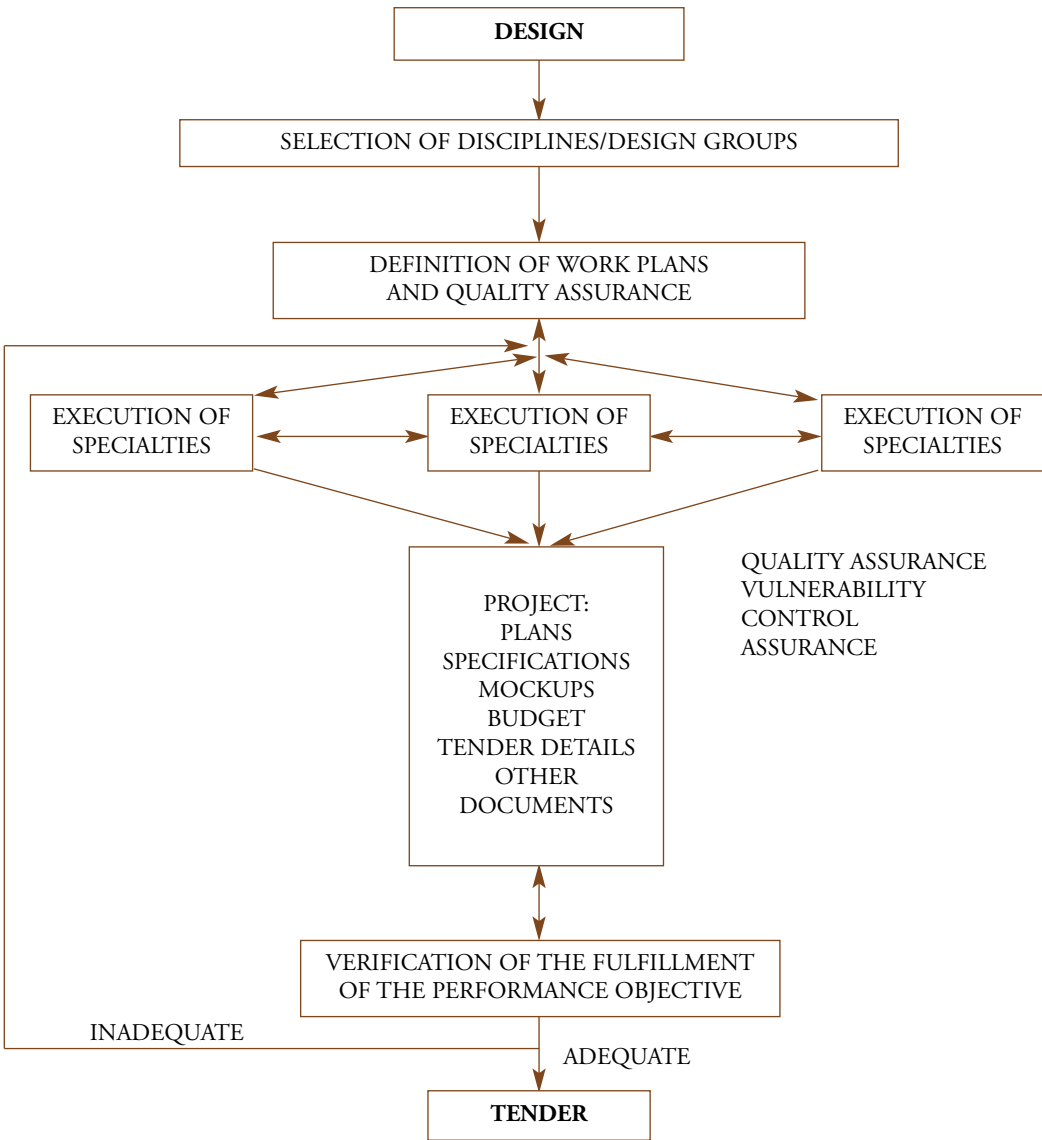 DESIGN
SELECTION OF DISCIPLINES/DESIGN GROUPS
DEFINITION OF WORK PLANS
AND QUALITY ASSURANCE
EXECUTION OF
SPECIALTIES
EXECUTION OF
SPECIALTIES
EXECUTION OF
SPECIALTIES
PROJECT:
PLANS
SPECIFICATIONS
MOCKUPS
BUDGET
TENDER DETAILS
OTHER
DOCUMENTS
QUALITY ASSURANCE
VULNERABILITY
CONTROL
ASSURANCE
VERIFICATION OF THE FULFILLMENT
OF THE PERFORMANCE OBJECTIVE
INADEQUATE
ADEQUATE
TENDER